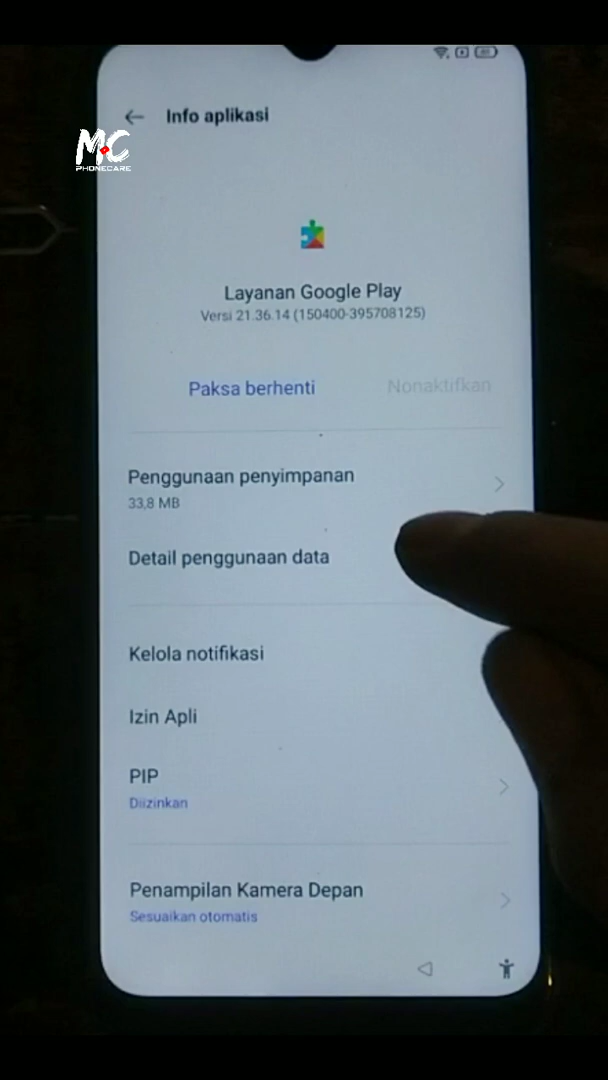 Info aplikasi
MC
PHONECARE
Layanan Google Play
Versi 21.36.14 (150400-395708125)
Paksa berhenti
Nonaktifkan
Penggunaan penyimpanan
33,8 MB
Detail penggunaan data
Kelola notifikasi
Izin Apli
PIP
Diizinkan
Penampilan Kamera Depan
Sesuaikan otomatis